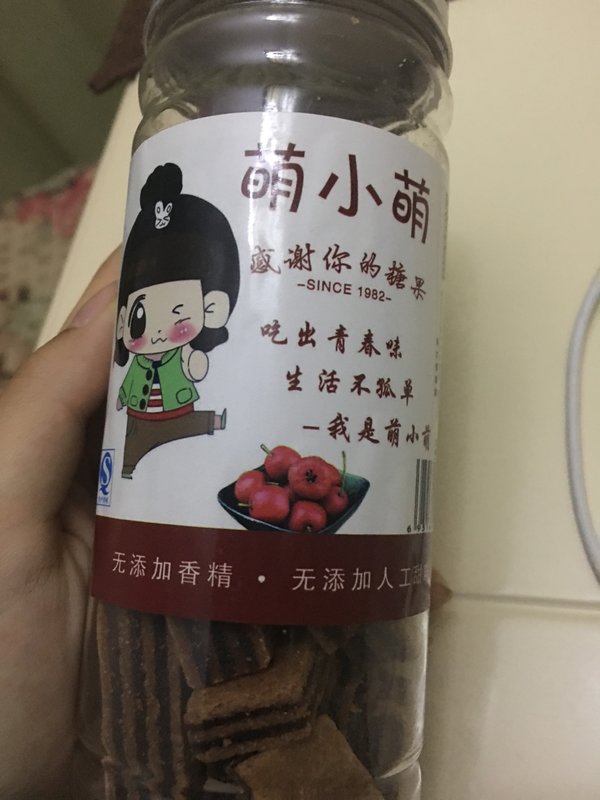 萌小萌
感谢你的糖果
-SINCE 1982-
吃出青春味
生活不孤单
—我是萌小萌
无添加香精 • 无添加人工甜